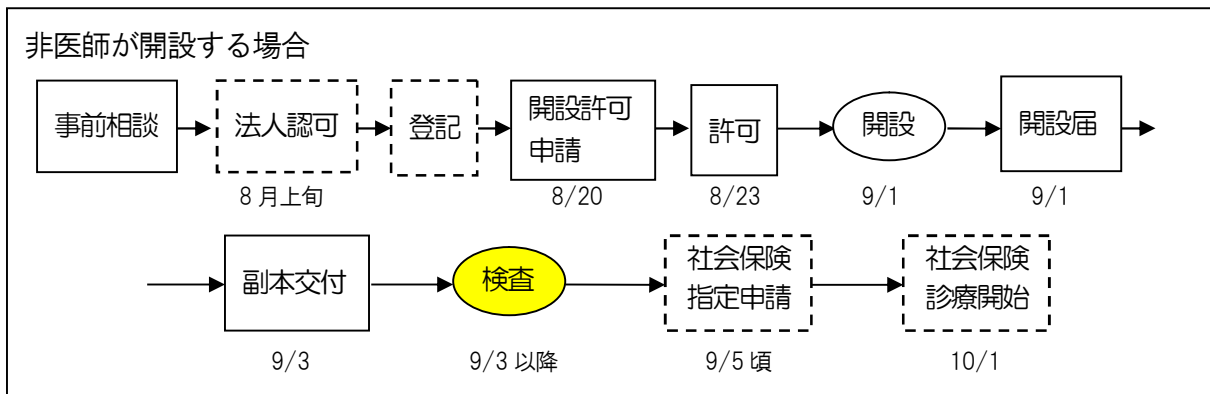 非医師が開設する場合
事前相談
法人認可
登記
開設許可
申請
許可
開設
開設届
8月上旬
8/20
8/23
9/1
9/1
副本交付
検査
社会保険
指定申請
社会保険
診療開始
9/3
9/3 以降
9/5 頃
10/1